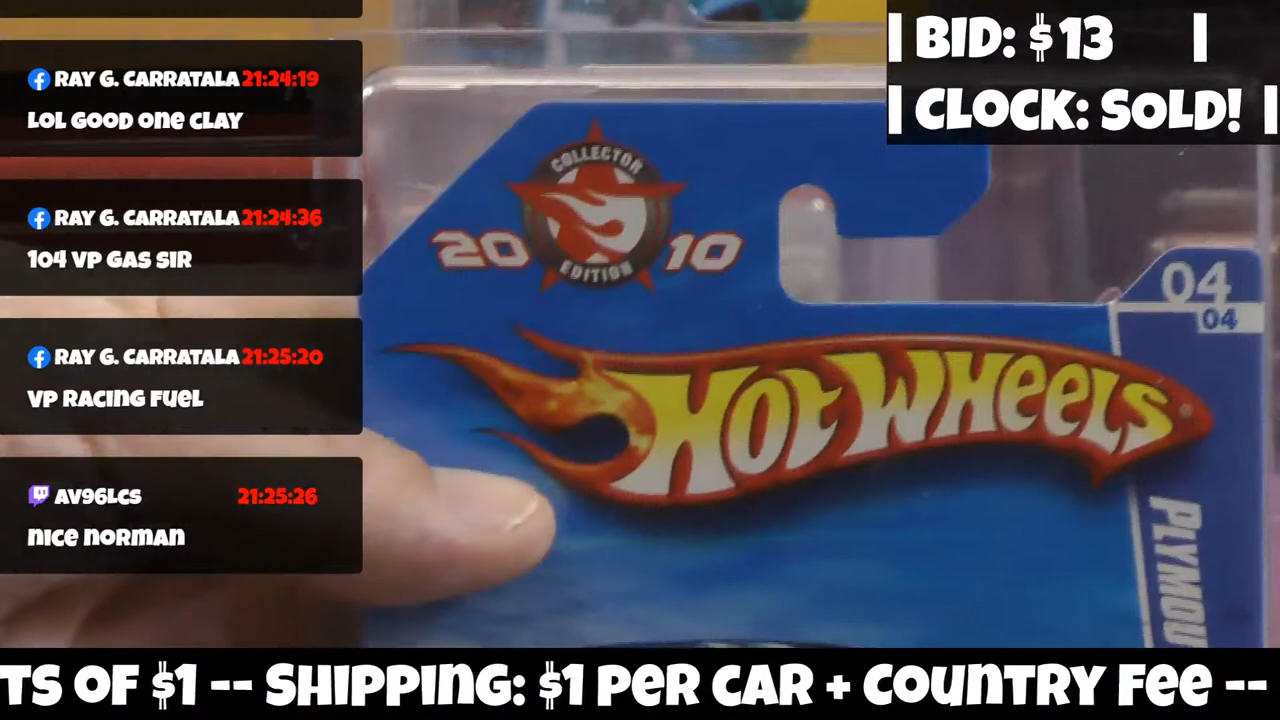 RAY G. CARRATALA 21:24:19
LOL GOOD ONE CLAY
RAY G. CARRATALA 21:24:36
104 VP GAS SIR
RAY G. CARRATALA 21:25:20
VP RACING FUEL
AV96LCS 21:25:26
NICE NORMAN
| BID: $13 |
| CLOCK: SOLD! |
COLLECTOR
2010
EDITION
04
04
HOT WHEELS
PLYMOU
TS OF $1 -- SHIPPING: $1 PER CAR + COUNTRY FEE --